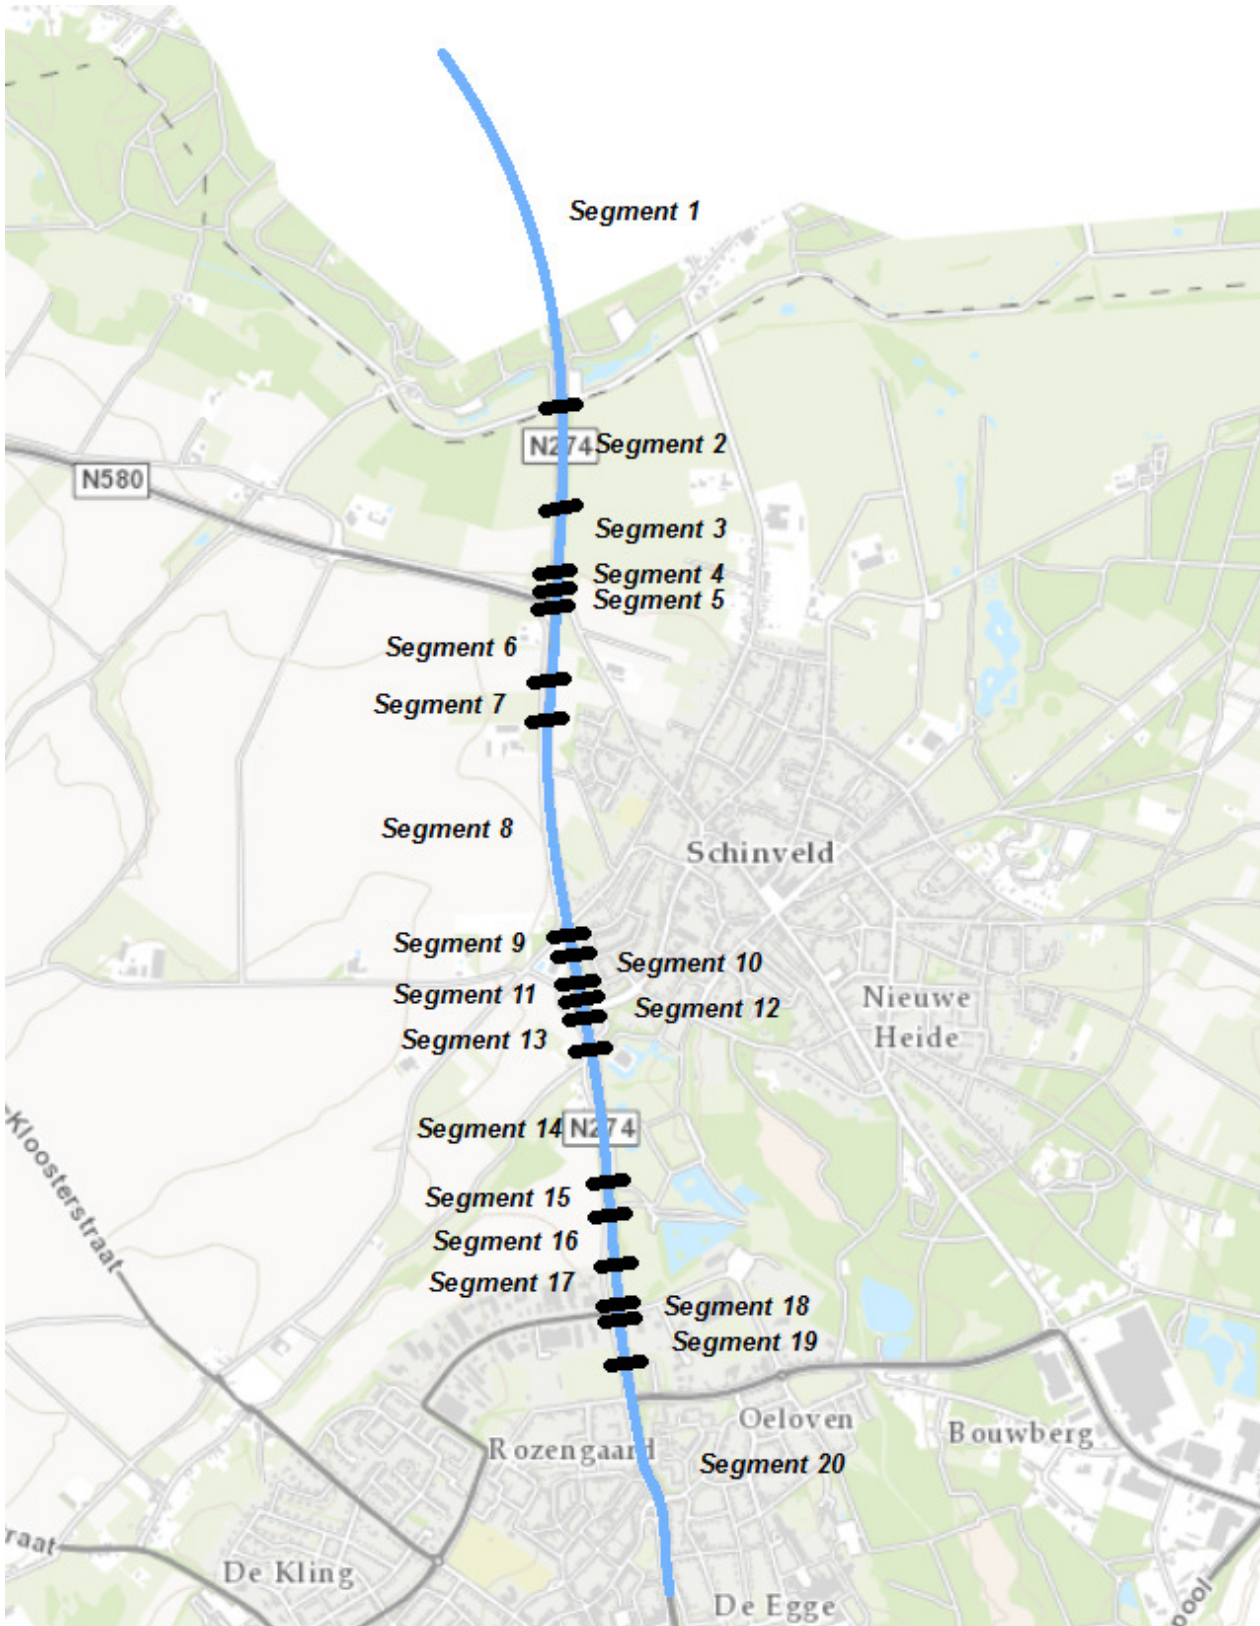 Segment 1
N274 Segment 2
N580
Segment 3
Segment 4
Segment 5
Segment 6
Segment 7
Segment 8
Schinveld
Segment 9
Segment 10
Segment 11
Nieuwe
Heide
Segment 12
Segment 13
Segment 14 N274
Kloosterstraat
Segment 15
Segment 16
Segment 17
Segment 18
Segment 19
Oeloven
Bouwberg
Rozengaard
Segment 20
raat
De Kling
De Egge
pool